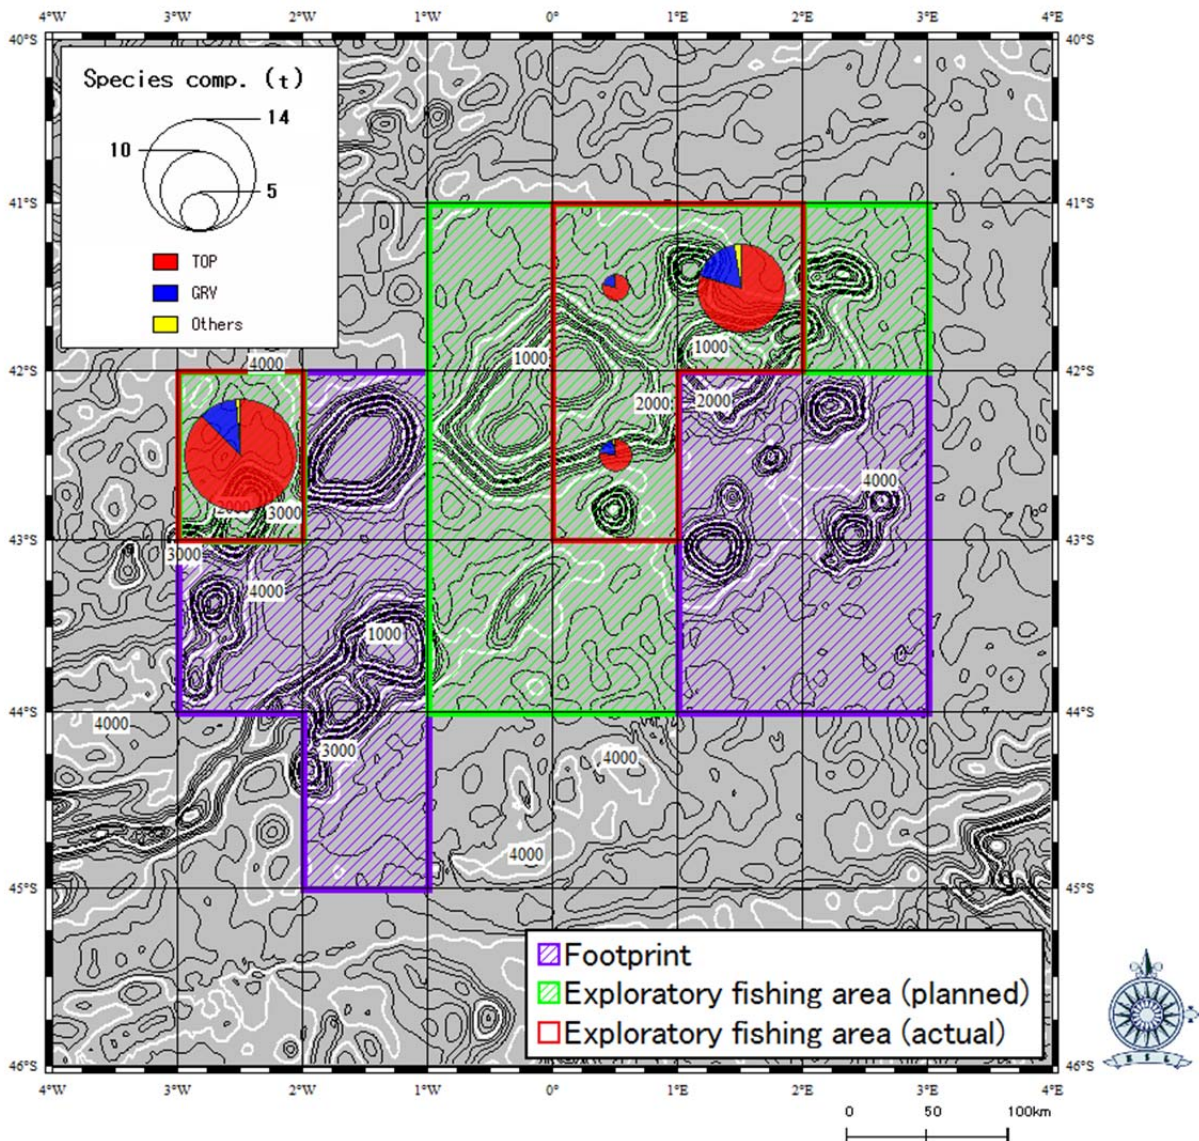 4°W 3°W 2°W 1°W 0° 1°E 2°E 3°E 4°E
40°S 40°S
Species comp. (t)
14
10
5
TOP
GRV
Others
41°S 41°S
1000
1000
4000
42°S 42°S
2000
2000
4000
3000
43°S 43°S
3000
4000
1000
44°S 44°S
4000
3000
4000
4000
45°S 45°S
Footprint
Exploratory fishing area (planned)
Exploratory fishing area (actual)
46°S 46°S
4°W 3°W 2°W 1°W 0° 1°E 2°E 3°E 4°E
0 50 100km